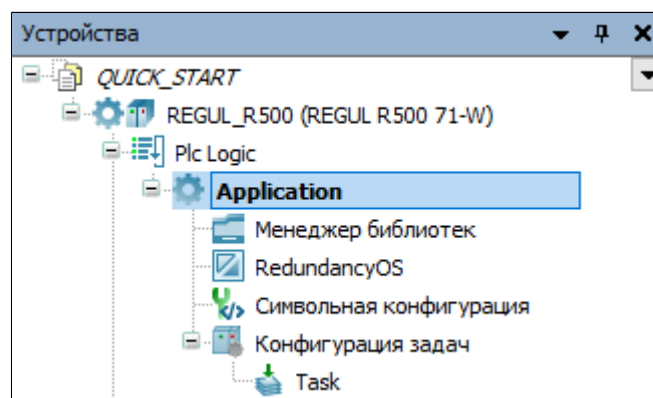 Устройства
QUICK_START
REGUL_R500 (REGUL R500 71-W)
Plc Logic
Application
Менеджер библиотек
RedundancyOS
Символьная конфигурация
Конфигурация задач
Task